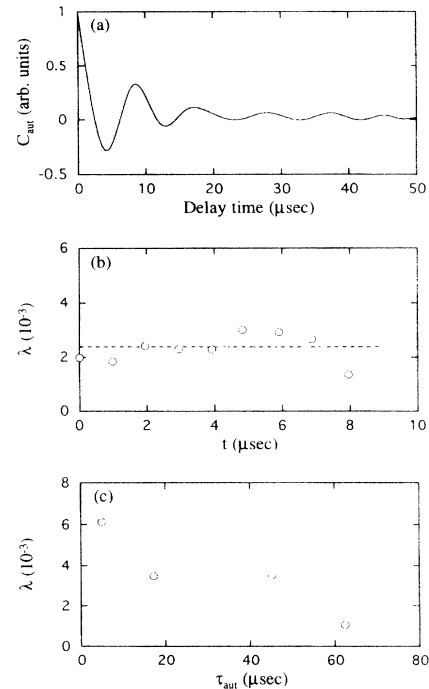 (a)
1
0.5
0
-0.5
C_aut (arb. units)
0 10 20 30 40 50
Delay time (μsec)
(b)
6
4
2
0
λ (10⁻³)
0 2 4 6 8 10
t (μsec)
(c)
8
6
4
2
0
λ (10⁻³)
0 20 40 60 80
τ_aut (μsec)